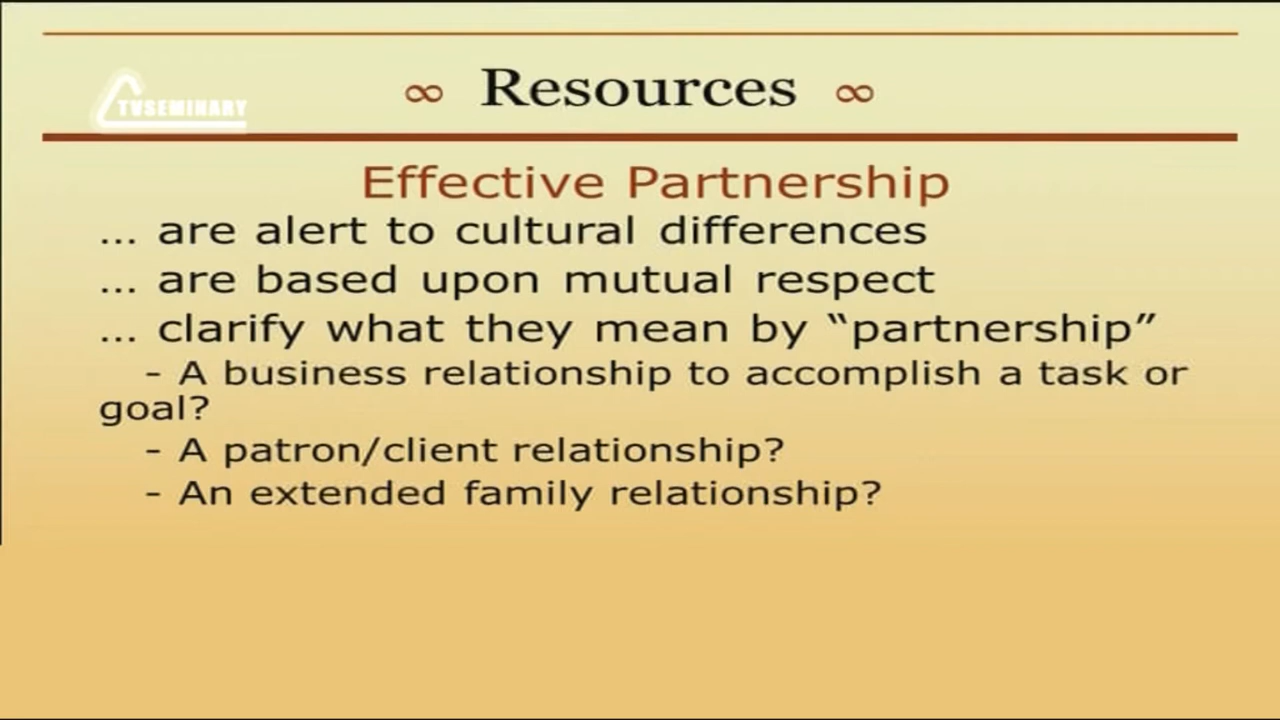 TVSEMINARY
∞ Resources ∞
Effective Partnership
... are alert to cultural differences
... are based upon mutual respect
... clarify what they mean by “partnership”
- A business relationship to accomplish a task or
goal?
- A patron/client relationship?
- An extended family relationship?